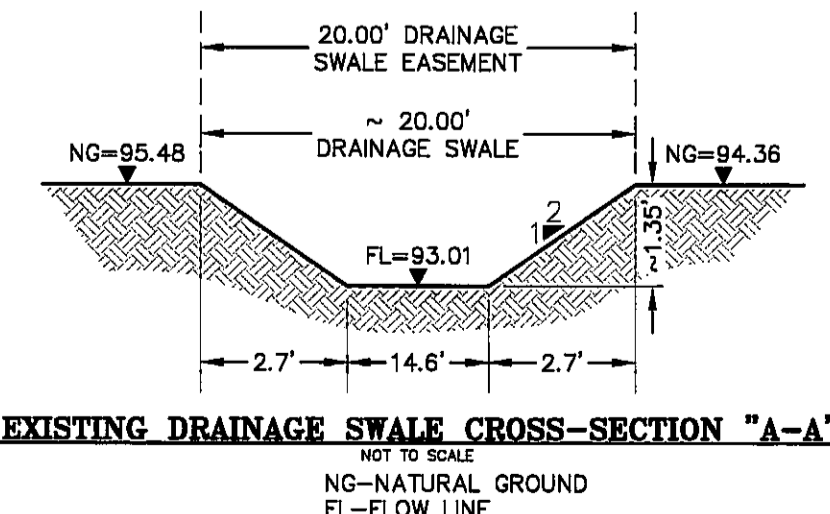 20.00' DRAINAGE
SWALE EASEMENT
~ 20.00'
DRAINAGE SWALE
NG=95.48
NG=94.36
1
2
~1.35'
FL=93.01
2.7'
14.6'
2.7'
EXISTING DRAINAGE SWALE CROSS-SECTION "A-A"
NOT TO SCALE
NG-NATURAL GROUND
FL-FLOW LINE